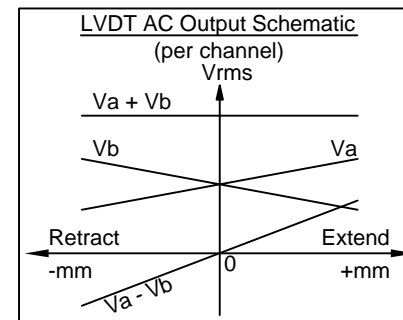 LVDT AC Output Schematic
(per channel)
Vrms
Va + Vb
Vb
Va
Retract
Extend
-mm
0
+mm
Va - Vb